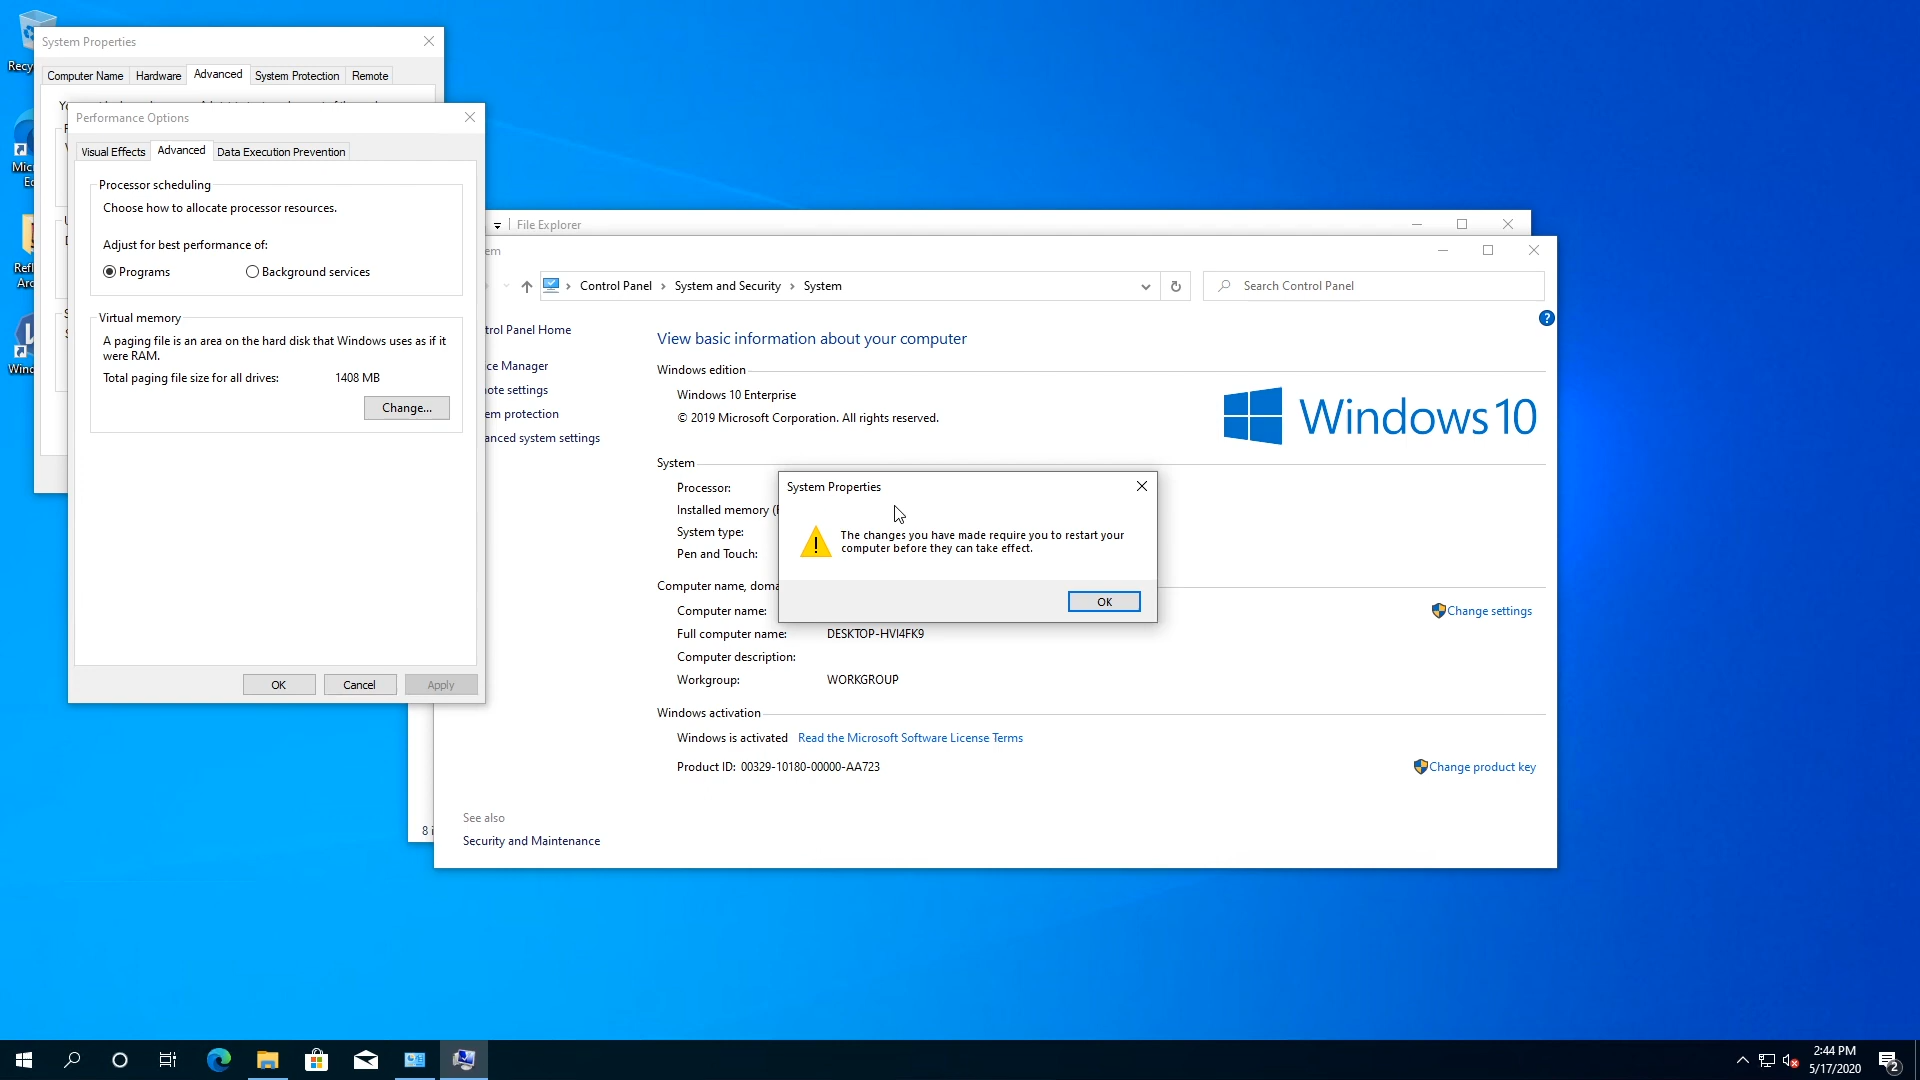 System Properties
Computer Name
Hardware
Advanced
System Protection
Remote
Performance Options
Visual Effects
Advanced
Data Execution Prevention
Processor scheduling
Choose how to allocate processor resources.
Adjust for best performance of:
Programs
Background services
Virtual memory
A paging file is an area on the hard disk that Windows uses as if it
were RAM.
Total paging file size for all drives: 1408 MB
Change...
OK
Cancel
Apply
File Explorer
Control Panel
System and Security
System
Search Control Panel
trol Panel Home
ice Manager
ote settings
em protection
anced system settings
View basic information about your computer
Windows edition
Windows 10 Enterprise
© 2019 Microsoft Corporation. All rights reserved.
Windows 10
System
Processor:
Installed memory
System type:
Pen and Touch:
System Properties
The changes you have made require you to restart your
computer before they can take effect.
OK
Computer name,
Computer name:
Change settings
Full computer name: DESKTOP-HVI4FK9
Computer description:
Workgroup: WORKGROUP
Windows activation
Windows is activated Read the Microsoft Software License Terms
Product ID: 00329-10180-00000-AA723
Change product key
See also
Security and Maintenance
2:44 PM
5/17/2020
2